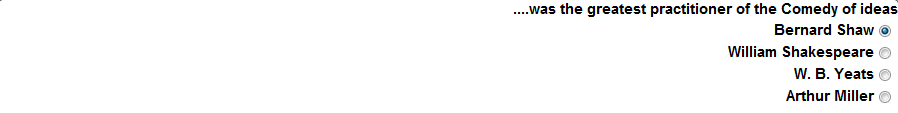 ....was the greatest practitioner of the Comedy of ideas
Bernard Shaw
William Shakespeare
W. B. Yeats
Arthur Miller